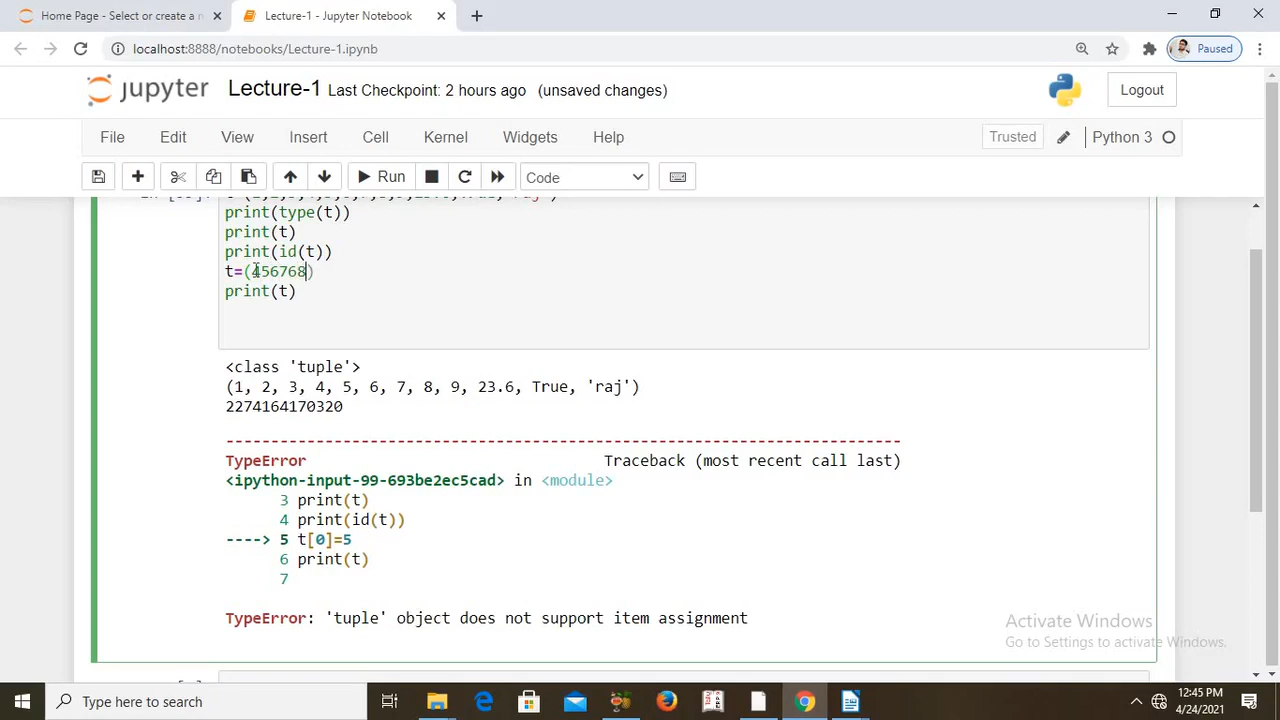 Home Page - Select or create a n
Lecture-1 - Jupyter Notebook
localhost:8888/notebooks/Lecture-1.ipynb
Paused
jupyter Lecture-1 Last Checkpoint: 2 hours ago (unsaved changes)
Logout
File Edit View Insert Cell Kernel Widgets Help
Trusted
Python 3
Run
Code
print(type(t))
print(t)
print(id(t))
t=(456768)
print(t)
<class 'tuple'>
(1, 2, 3, 4, 5, 6, 7, 8, 9, 23.6, True, 'raj')
2274164170320
---------------------------------------------------------------------------
TypeError Traceback (most recent call last)
<ipython-input-99-693be2ec5cad> in <module>
3 print(t)
4 print(id(t))
----> 5 t[0]=5
6 print(t)
7
TypeError: 'tuple' object does not support item assignment
Activate Windows
Go to Settings to activate Windows.
Type here to search
12:45 PM
4/24/2021